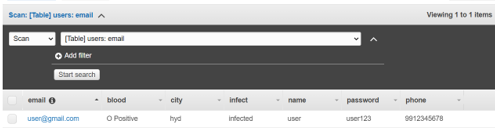 Scan: [Table] users: email
Viewing 1 to 1 items
Scan [Table] users: email
Add filter
Start search
email blood city infect name password phone
user@gmail.com O Positive hyd infected user user123 9912345678